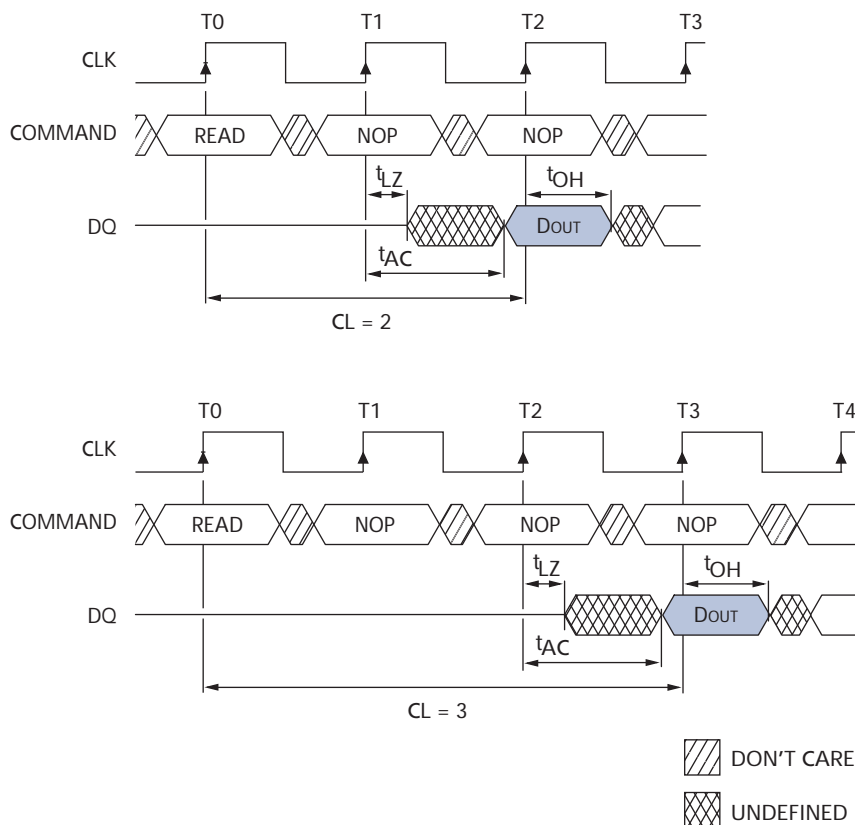 T0 T1 T2 T3
CLK
COMMAND READ NOP NOP
tLZ tOH
DQ DOUT
tAC
CL = 2
T0 T1 T2 T3 T4
CLK
COMMAND READ NOP NOP NOP
tLZ tOH
DQ DOUT
tAC
CL = 3
DON'T CARE
UNDEFINED